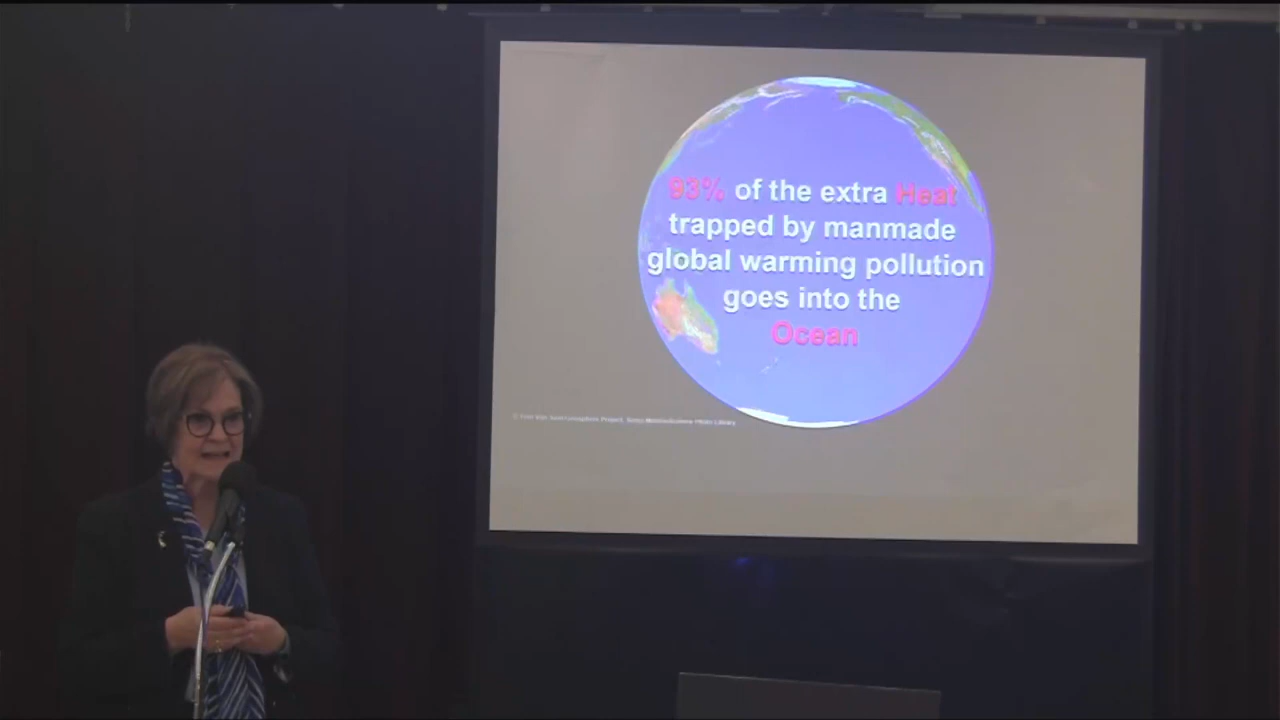 93% of the extra Heat
trapped by manmade
global warming pollution
goes into the
Ocean